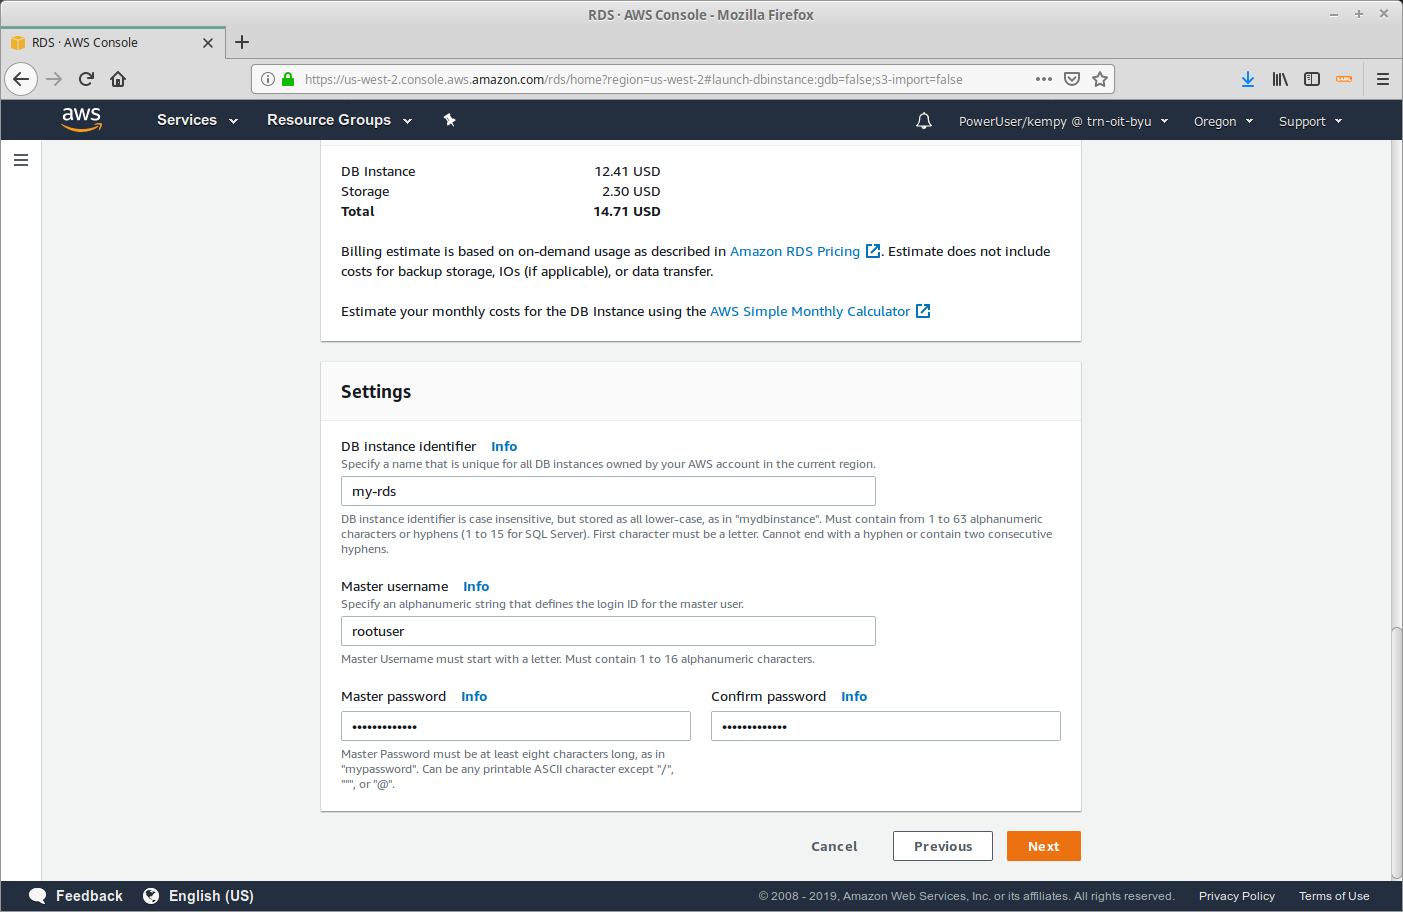 RDS · AWS Console - Mozilla Firefox
RDS · AWS Console
https://us-west-2.console.aws.amazon.com/rds/home?region=us-west-2#launch-dbinstance:gdb=false;s3-import=false
aws Services Resource Groups PowerUser/kempy @ trn-oit-byu Oregon Support
DB Instance 12.41 USD
Storage 2.30 USD
Total 14.71 USD
Billing estimate is based on on-demand usage as described in Amazon RDS Pricing . Estimate does not include
costs for backup storage, IOs (if applicable), or data transfer.
Estimate your monthly costs for the DB Instance using the AWS Simple Monthly Calculator
Settings
DB instance identifier Info
Specify a name that is unique for all DB instances owned by your AWS account in the current region.
my-rds
DB instance identifier is case insensitive, but stored as all lower-case, as in "mydbinstance". Must contain from 1 to 63 alphanumeric
characters or hyphens (1 to 15 for SQL Server). First character must be a letter. Cannot end with a hyphen or contain two consecutive
hyphens.
Master username Info
Specify an alphanumeric string that defines the login ID for the master user.
rootuser
Master Username must start with a letter. Must contain 1 to 16 alphanumeric characters.
Master password Info Confirm password Info
••••••••••••• •••••••••••••
Master Password must be at least eight characters long, as in
"mypassword". Can be any printable ASCII character except "/",
""", or "@".
Cancel Previous Next
Feedback English (US) © 2008 - 2019, Amazon Web Services, Inc. or its affiliates. All rights reserved. Privacy Policy Terms of Use